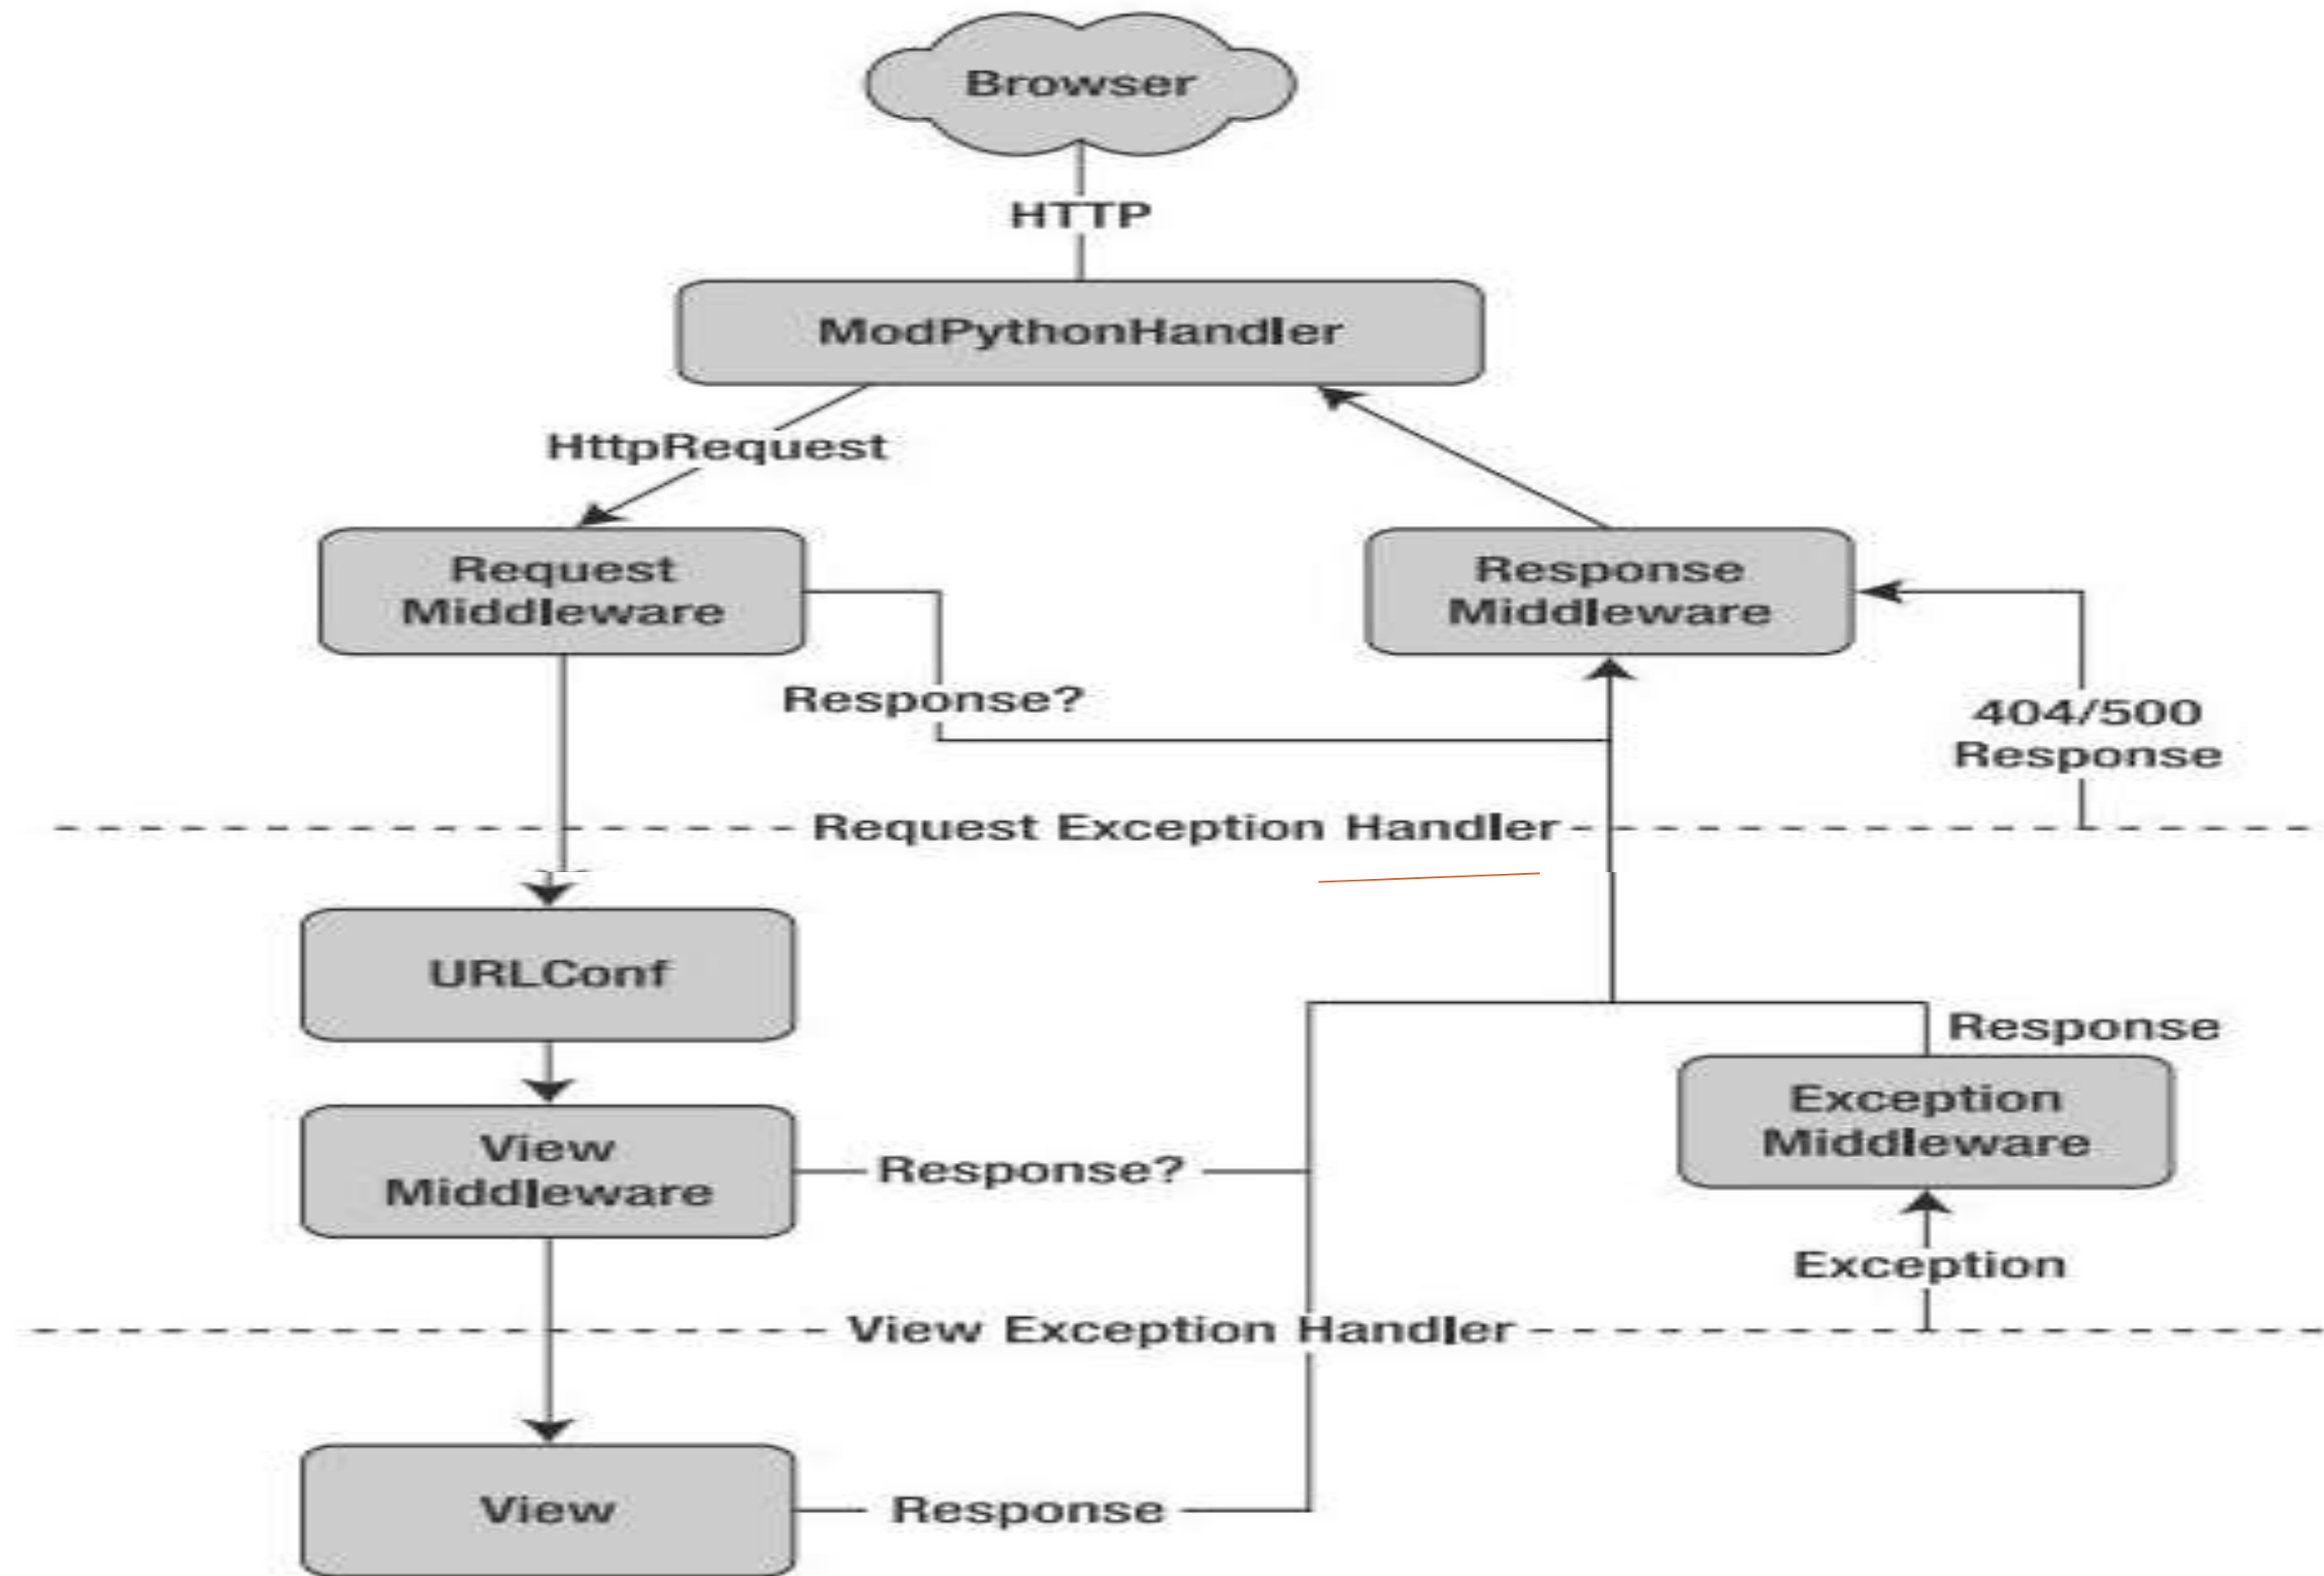 Browser
HTTP
ModPythonHandler
HttpRequest
Request
Middleware
Response
Middleware
Response?
404/500
Response
Request Exception Handler
URLConf
Response
View
Middleware
Response?
Exception
Middleware
Exception
View Exception Handler
View
Response